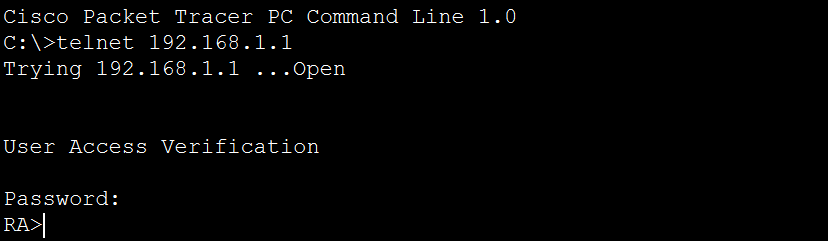 Cisco Packet Tracer PC Command Line 1.0
C:\>telnet 192.168.1.1
Trying 192.168.1.1 ...Open
User Access Verification
Password:
RA>